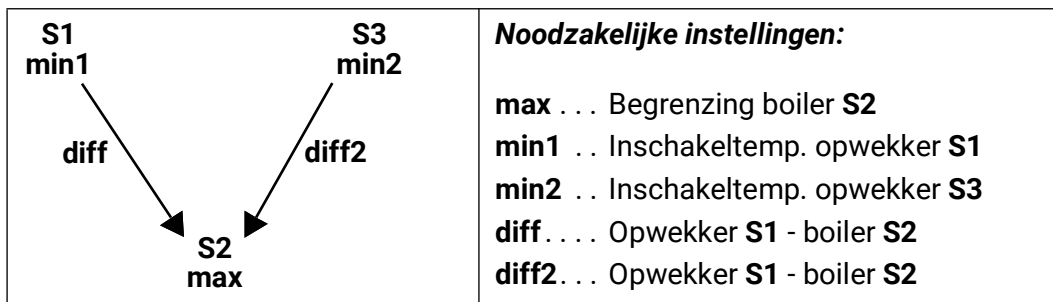 S1
min1
S3
min2
diff
diff2
S2
max
Noodzakelijke instellingen:
max . . . Begrenzing boiler S2
min1 . . Inschakeltemp. opwekker S1
min2 . . Inschakeltemp. opwekker S3
diff . . . . Opwekker S1 - boiler S2
diff2 . . . Opwekker S1 - boiler S2